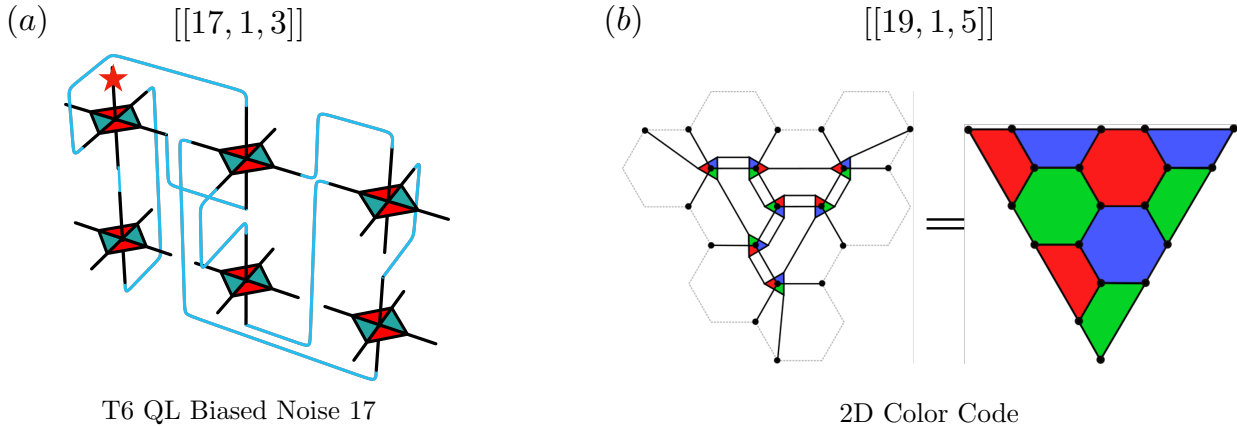 (a) [[17, 1, 3]]
(b) [[19, 1, 5]]
=
T6 QL Biased Noise 17
2D Color Code